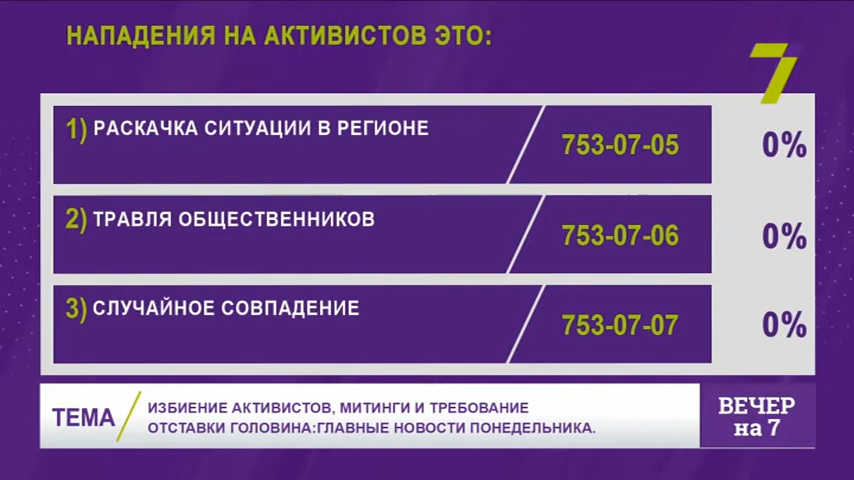 НАПАДЕНИЯ НА АКТИВИСТОВ ЭТО:
7
1) РАСКАЧКА СИТУАЦИИ В РЕГИОНЕ 753-07-05 0%
2) ТРАВЛЯ ОБЩЕСТВЕННИКОВ 753-07-06 0%
3) СЛУЧАЙНОЕ СОВПАДЕНИЕ 753-07-07 0%
ТЕМА
ИЗБИЕНИЕ АКТИВИСТОВ, МИТИНГИ И ТРЕБОВАНИЕ
ОТСТАВКИ ГОЛОВИНА:ГЛАВНЫЕ НОВОСТИ ПОНЕДЕЛЬНИКА.
ВЕЧЕР
на 7